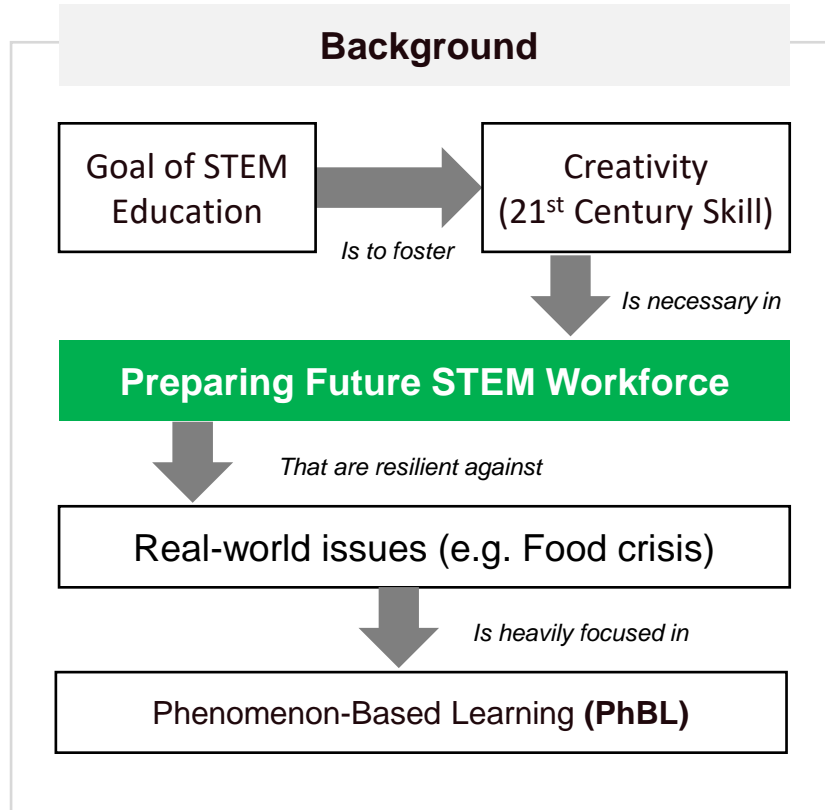 Background
Goal of STEM
Education
Is to foster
Creativity
(21st Century Skill)
Is necessary in
Preparing Future STEM Workforce
That are resilient against
Real-world issues (e.g. Food crisis)
Is heavily focused in
Phenomenon-Based Learning (PhBL)